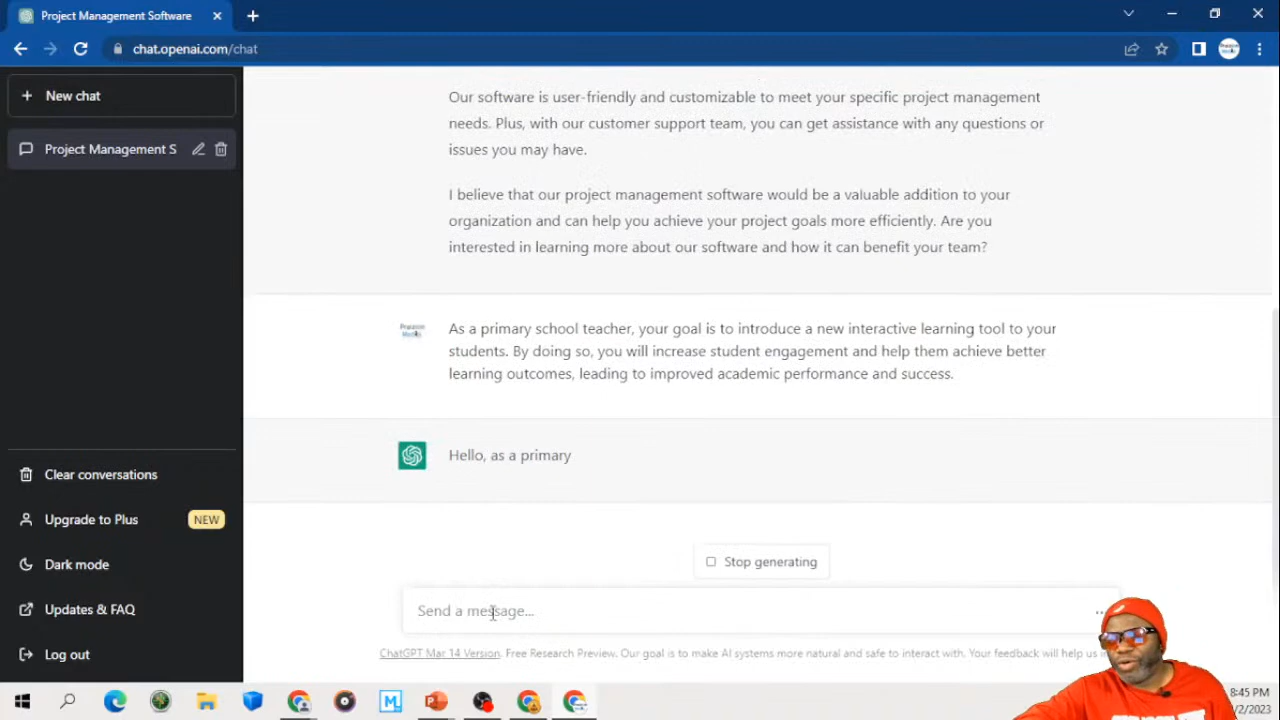 Project Management Software
chat.openai.com/chat
New chat
Project Management S
Our software is user-friendly and customizable to meet your specific project management
needs. Plus, with our customer support team, you can get assistance with any questions or
issues you may have.
I believe that our project management software would be a valuable addition to your
organization and can help you achieve your project goals more efficiently. Are you
interested in learning more about our software and how it can benefit your team?
As a primary school teacher, your goal is to introduce a new interactive learning tool to your
students. By doing so, you will increase student engagement and help them achieve better
learning outcomes, leading to improved academic performance and success.
Hello, as a primary
Clear conversations
Upgrade to Plus NEW
Dark mode
Updates & FAQ
Log out
Stop generating
Send a message...
ChatGPT Mar 14 Version. Free Research Preview. Our goal is to make AI systems more natural and safe to interact with. Your feedback will help us
8:45 PM
/2/2023